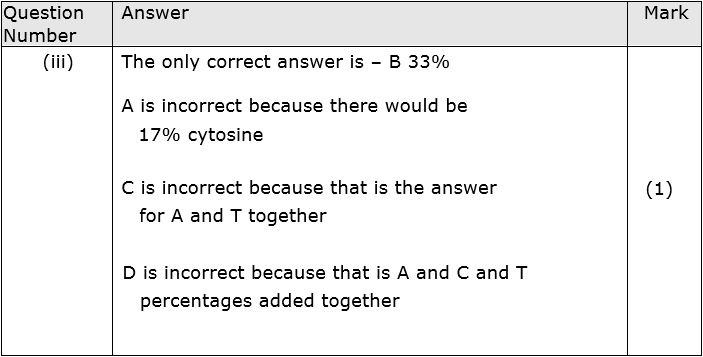 Question Number Answer Mark
(iii) The only correct answer is – B 33%
A is incorrect because there would be
17% cytosine
C is incorrect because that is the answer
for A and T together
(1)
D is incorrect because that is A and C and T
percentages added together